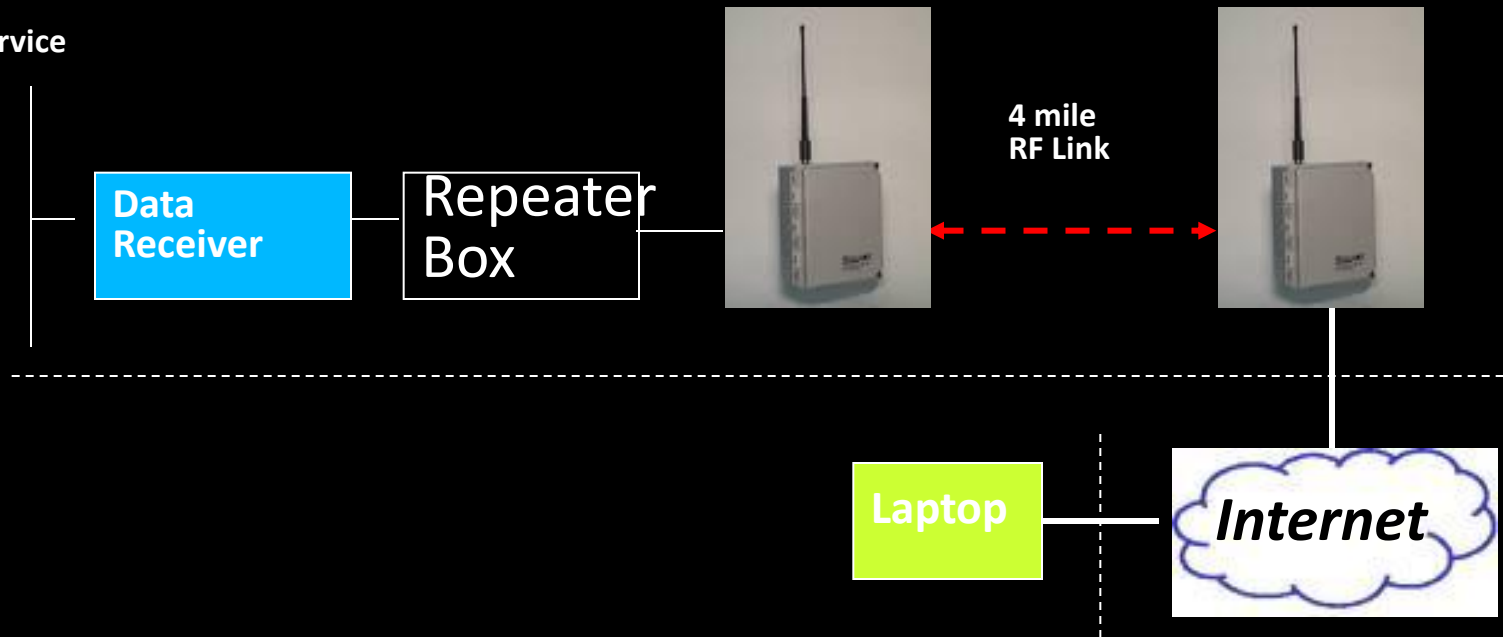 rvice
4 mile
RF Link
Data
Receiver
Repeater
Box
Laptop
Internet